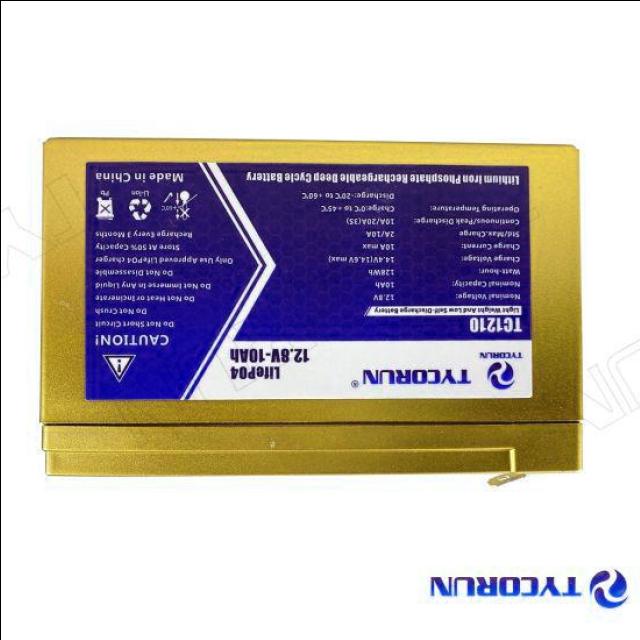 TYCORUN®
TYCORUN
LifePO4
12.8V-10Ah
TC1210
Light Weight And Low Self-Discharge Battery
Nominal Voltage: 12.8V
Nominal Capacity: 10Ah
Watt-hour: 128Wh
Charge Voltage: 14.4V(14.6V max)
Charge Current: 10A max
Std/Max.Charge 2A/10A
Continuous/Peak Discharge: 10A/20A(3S)
Operating Temperature: Charge:0℃ to +45℃
Discharge:-20℃ to +60℃
Lithium Iron Phosphate Rechargeable Deep Cycle Battery
CAUTION!
Do Not Short Circuit
Do Not Crush
Do Not Heat or Incinerate
Do Not Immerse in Any Liquid
Do Not Disassemble
Only Use Approved LifePO4 charger
Store At 50% Capacity
Recharge Every 3 Months
Pb
Li-ion
Made in China
TYCORUN